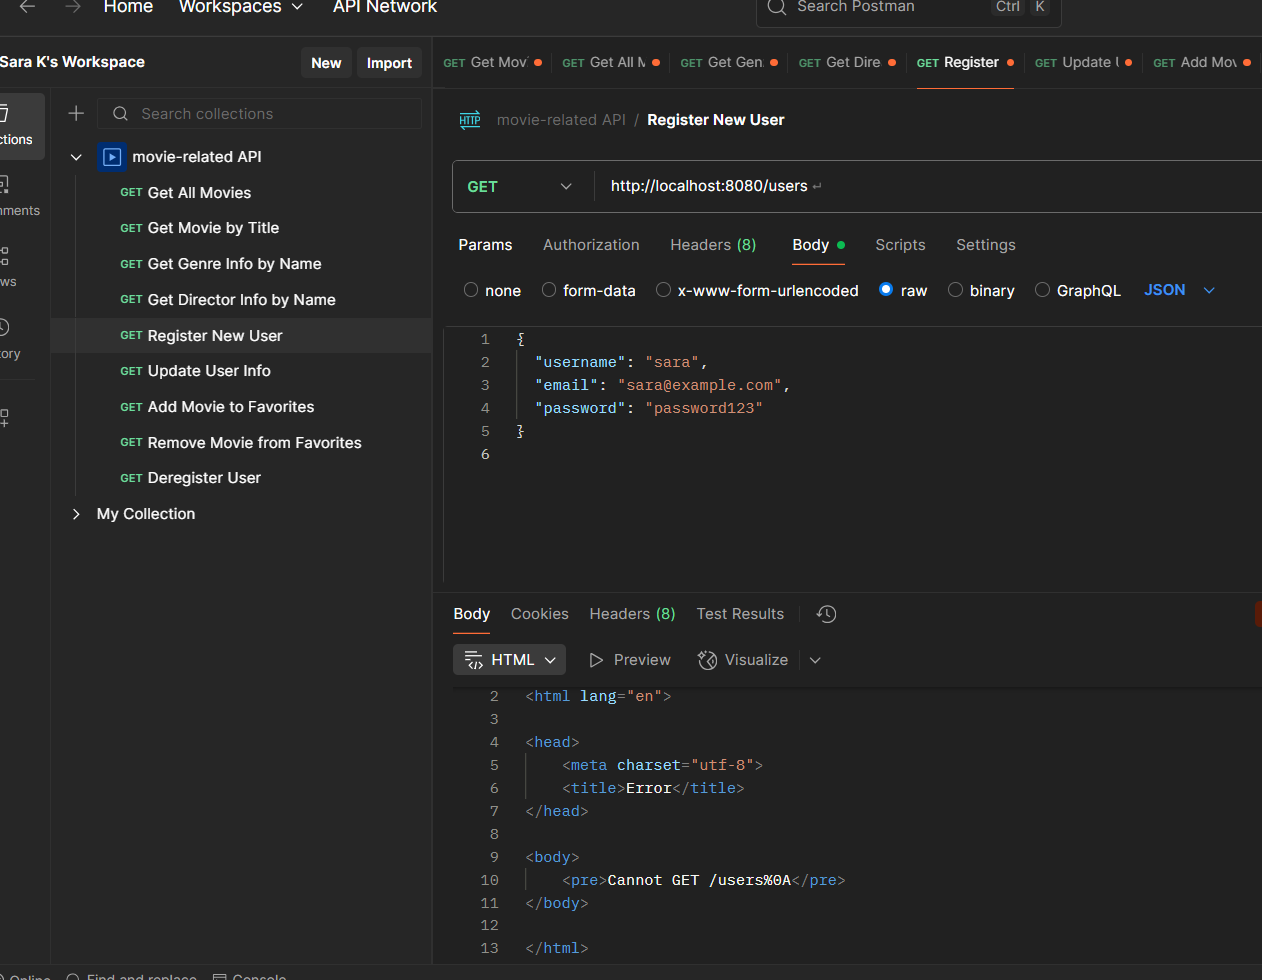 Home Workspaces API Network Search Postman Ctrl K
Sara K's Workspace New Import
GET Get Mov GET Get All M GET Get Gen GET Get Dire GET Register GET Update GET Add Mov
Search collections
ctions
HTTP movie-related API / Register New User
movie-related API
GET http://localhost:8080/users
GET Get All Movies
nments
GET Get Movie by Title
Params Authorization Headers (8) Body Scripts Settings
GET Get Genre Info by Name
ws
none form-data x-www-form-urlencoded raw binary GraphQL JSON
GET Get Director Info by Name
GET Register New User
tory
GET Update User Info
GET Add Movie to Favorites
GET Remove Movie from Favorites
GET Deregister User
My Collection
1 {
2 "username": "sara",
3 "email": "sara@example.com",
4 "password": "password123"
5 }
6
Body Cookies Headers (8) Test Results
HTML Preview Visualize
2 <html lang="en">
3
4 <head>
5 <meta charset="utf-8">
6 <title>Error</title>
7 </head>
8
9 <body>
10 <pre>Cannot GET /users%0A</pre>
11 </body>
12
13 </html>
Online Find and replace Console